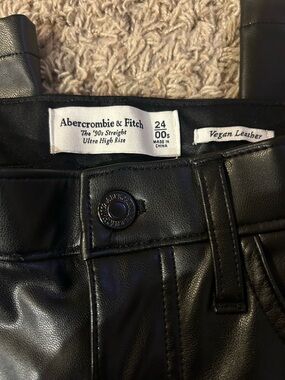 Abercrombie & Fitch
The '90s Straight
Ultra High Rise
24
00s
MADE IN
CHINA
Vegan Leather